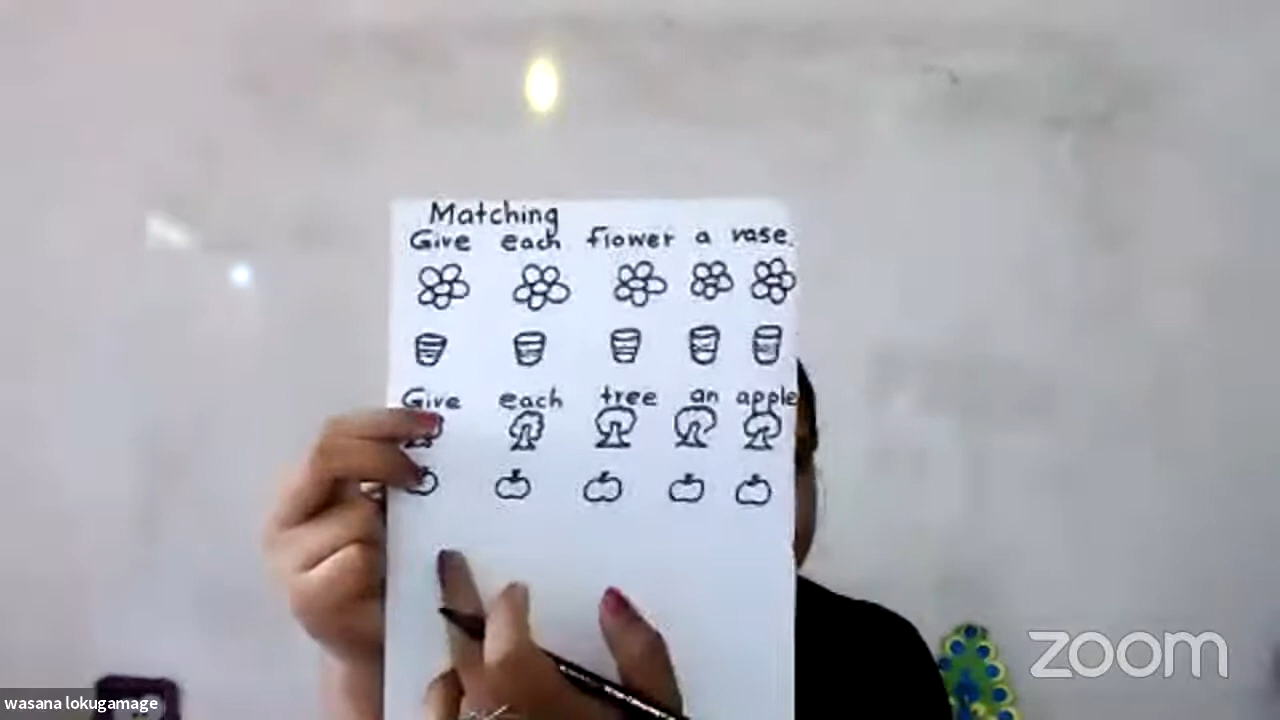 Matching
Give each flower a vase.
Give each tree an apple
zoom
wasana lokugamage